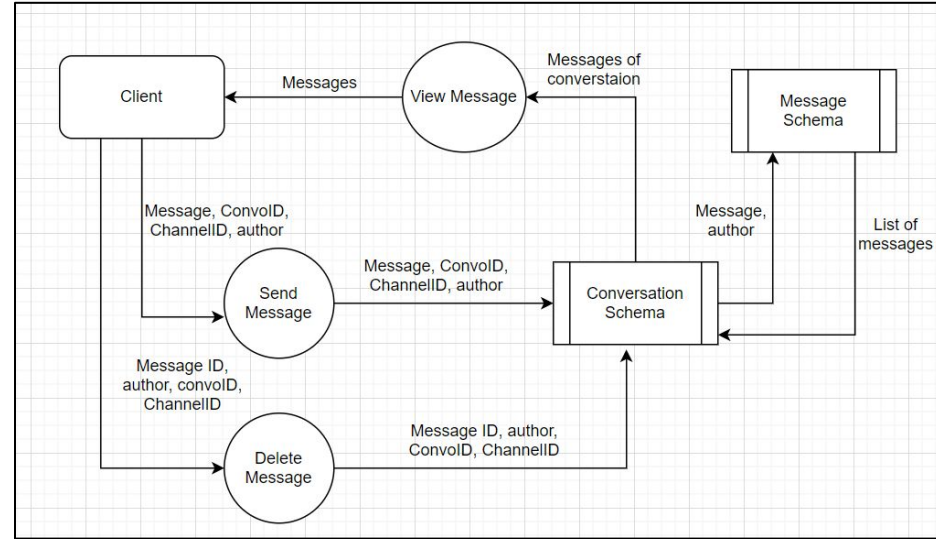 Client
Messages
View Message
Messages of
converstaion
Message
Schema
Message, ConvoID,
ChannelID, author
Message,
author
List of
messages
Send
Message
Message, ConvoID,
ChannelID, author
Conversation
Schema
Message ID,
author, convoID,
ChannelID
Delete
Message
Message ID, author,
ConvoID, ChannelID